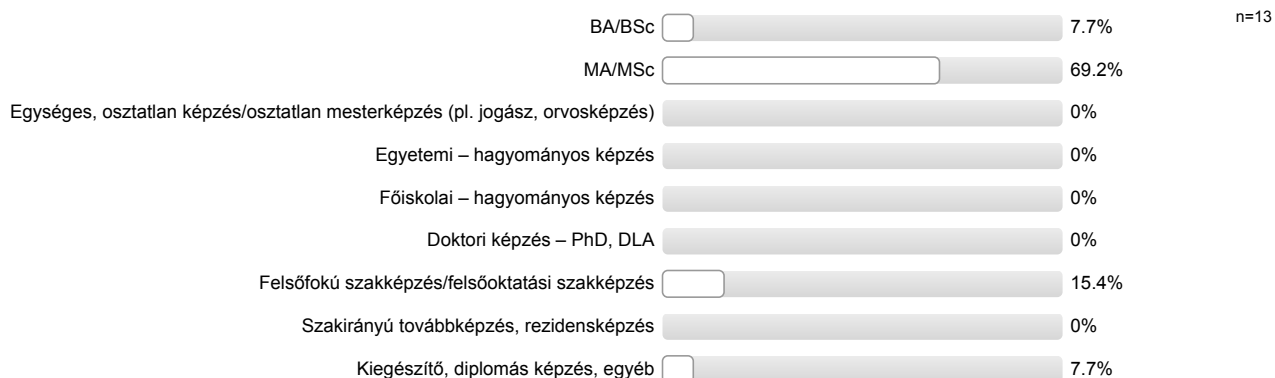 BA/BSc 7.7% n=13
MA/MSc 69.2%
Egységes, osztatlan képzés/osztatlan mesterképzés (pl. jogász, orvosképzés) 0%
Egyetemi – hagyományos képzés 0%
Főiskolai – hagyományos képzés 0%
Doktori képzés – PhD, DLA 0%
Felsőfokú szakképzés/felsőoktatási szakképzés 15.4%
Szakirányú továbbképzés, rezidensképzés 0%
Kiegészítő, diplomás képzés, egyéb 7.7%